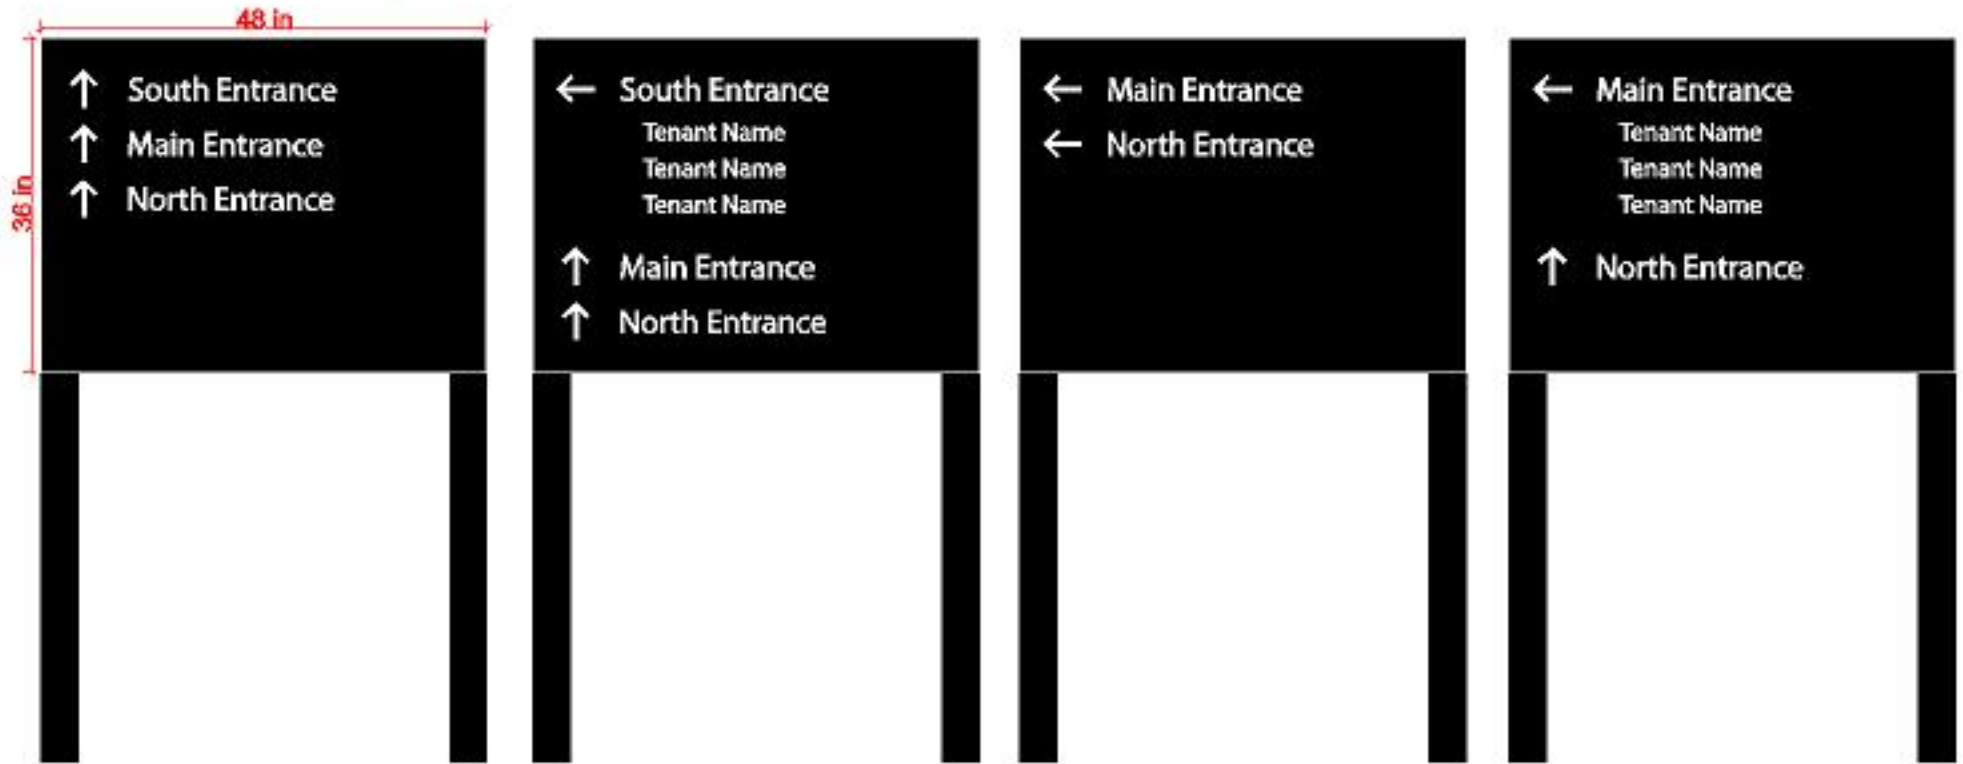 48 in
36 in
↑ South Entrance
↑ Main Entrance
↑ North Entrance
← South Entrance
Tenant Name
Tenant Name
Tenant Name
↑ Main Entrance
↑ North Entrance
← Main Entrance
← North Entrance
← Main Entrance
Tenant Name
Tenant Name
Tenant Name
↑ North Entrance